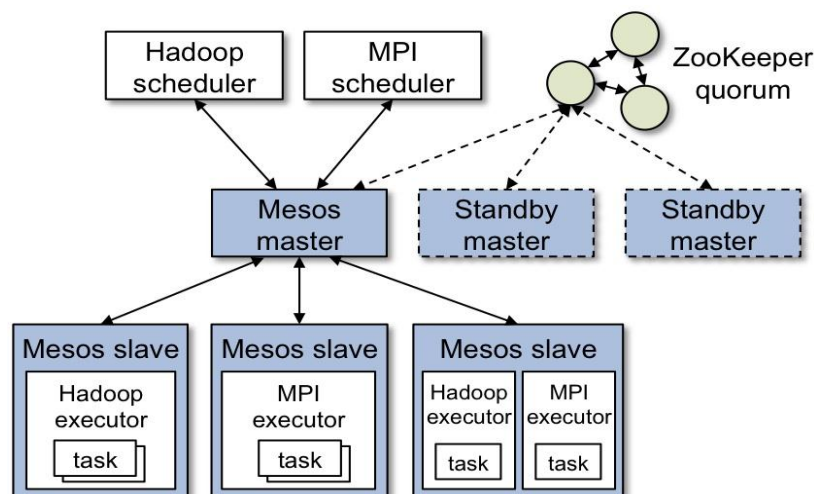 Hadoop
scheduler
MPI
scheduler
ZooKeeper
quorum
Mesos
master
Standby
master
Standby
master
Mesos slave
Hadoop
executor
task
Mesos slave
MPI
executor
task
Mesos slave
Hadoop
executor
task
MPI
executor
task